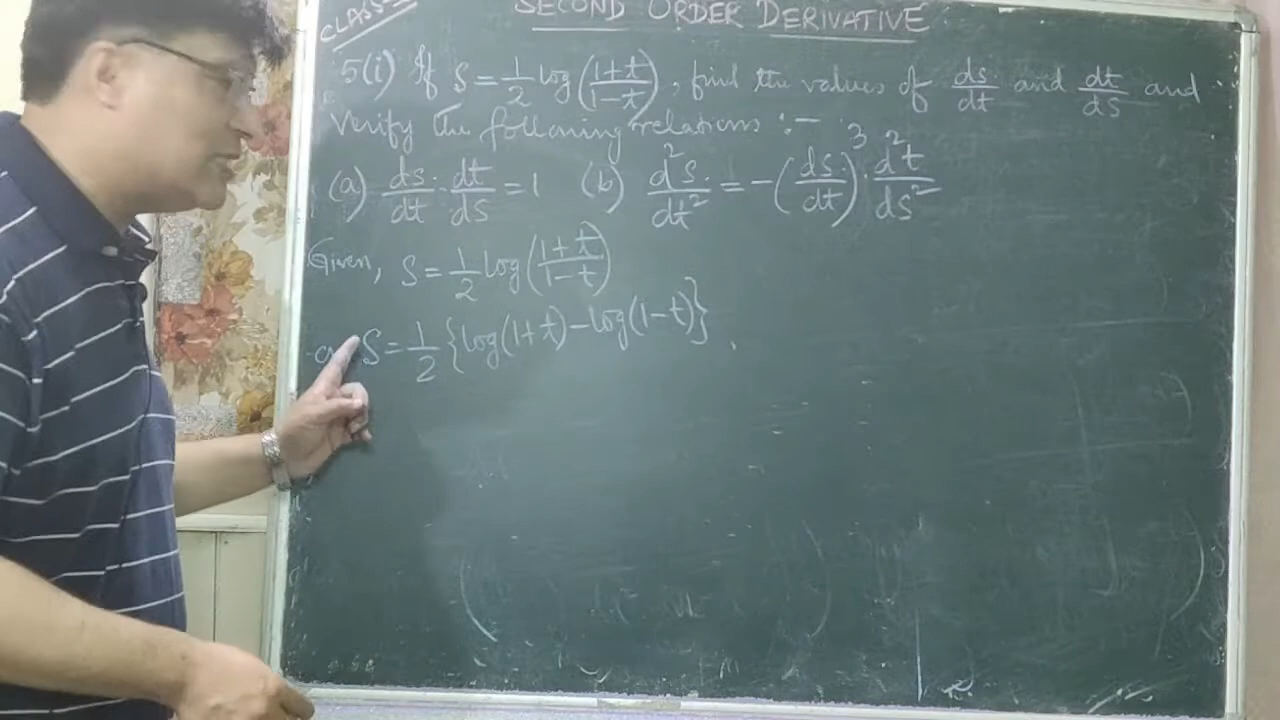 CLASS-
SECOND ORDER DERIVATIVE
5(i) If S = 1/2 log((1+t)/(1-t)), find the values of ds/dt and dt/ds and
verify the following relations :-
(a) ds/dt · dt/ds = 1 (b) d²s/dt² = -(ds/dt)³ · d²t/ds²
Given, S = 1/2 log((1+t)/(1-t))
S = 1/2 {log(1+t) - log(1-t)}